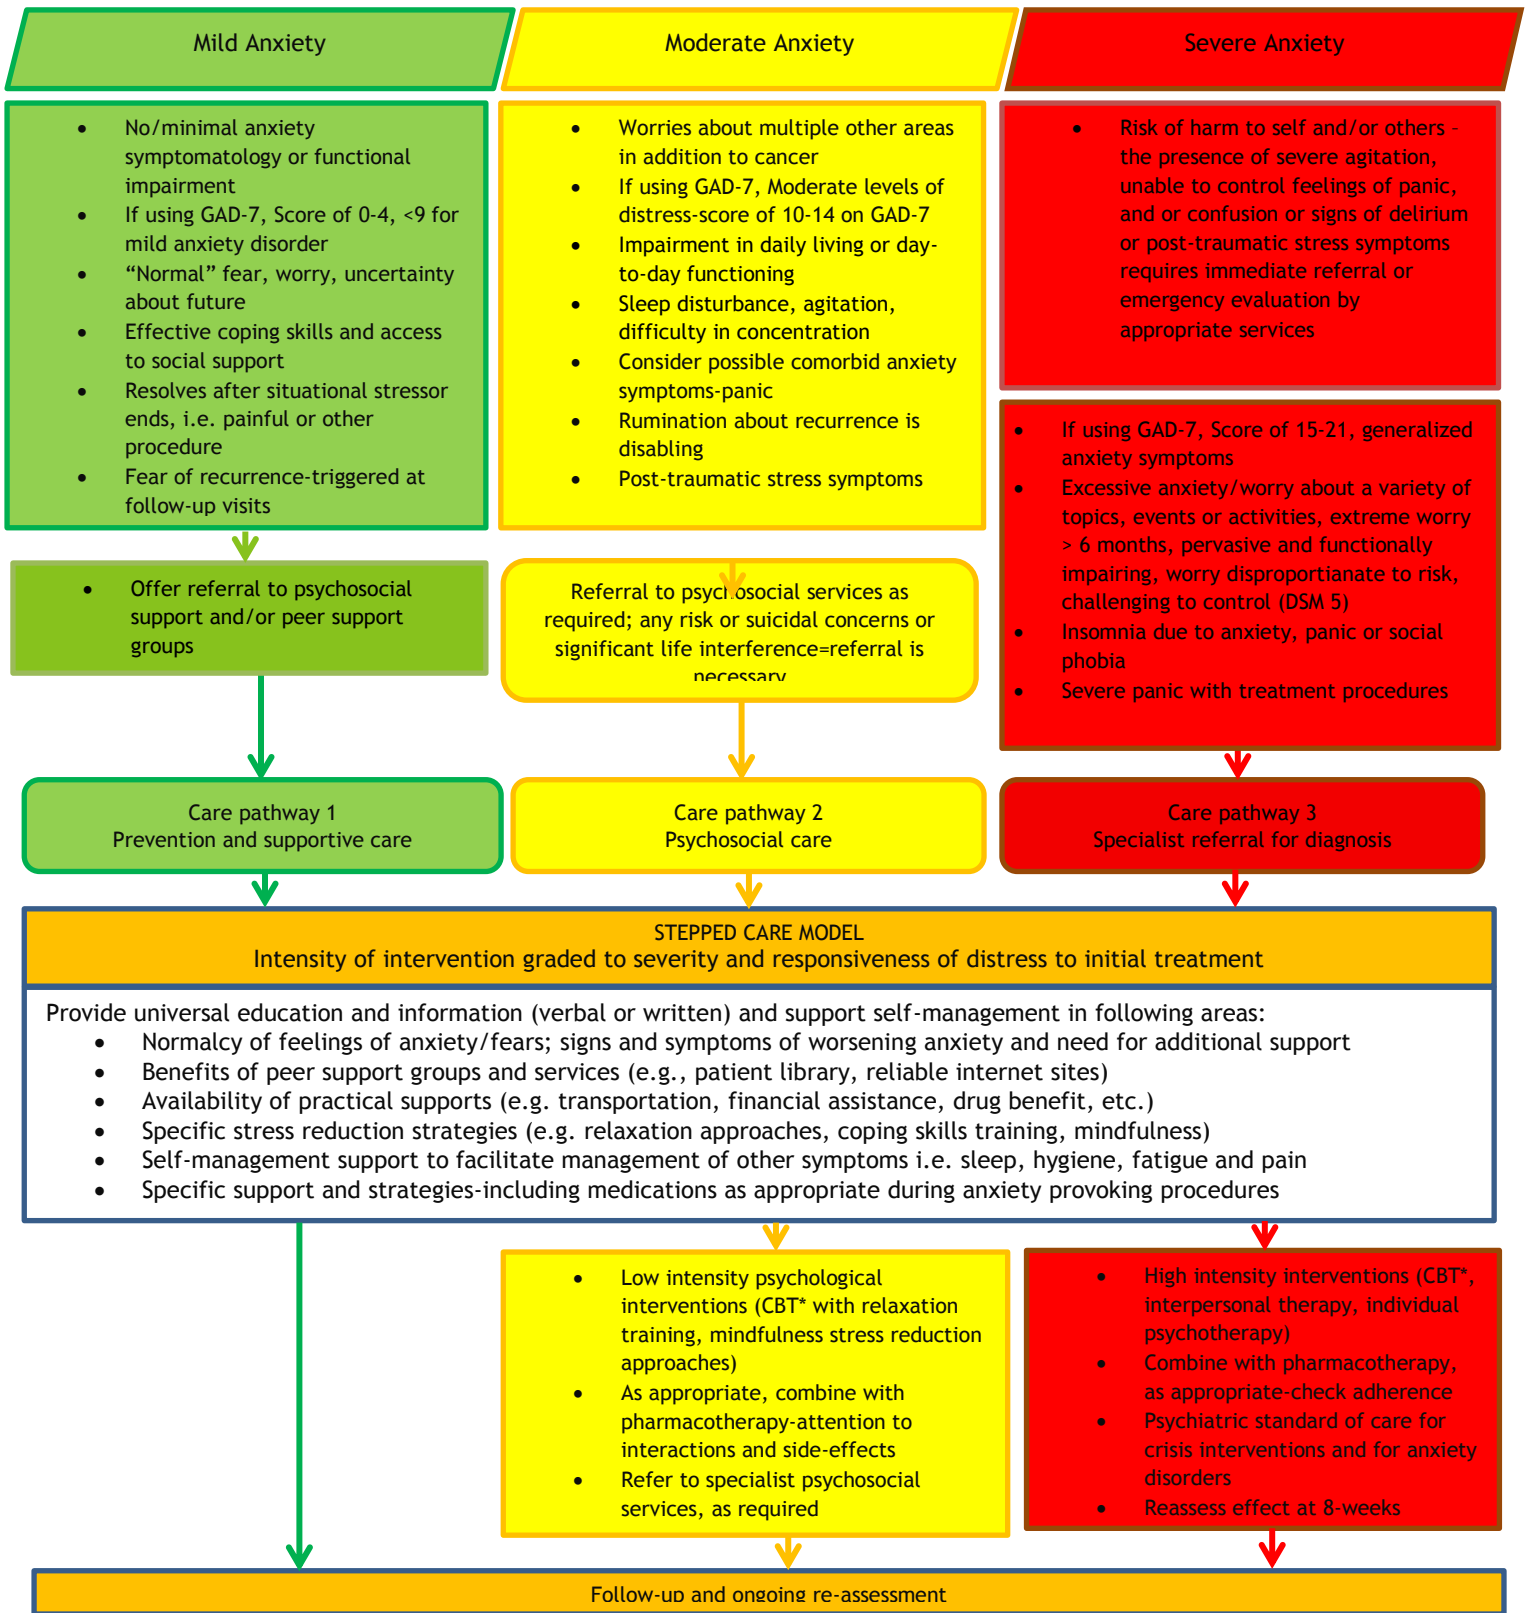 Mild Anxiety
Moderate Anxiety
Severe Anxiety
• No/minimal anxiety
symptomatology or functional
impairment
• If using GAD-7, Score of 0-4, <9 for
mild anxiety disorder
• “Normal” fear, worry, uncertainty
about future
• Effective coping skills and access
to social support
• Resolves after situational stressor
ends, i.e. painful or other
procedure
• Fear of recurrence-triggered at
follow-up visits
• Worries about multiple other areas
in addition to cancer
• If using GAD-7, Moderate levels of
distress-score of 10-14 on GAD-7
• Impairment in daily living or day-
to-day functioning
• Sleep disturbance, agitation,
difficulty in concentration
• Consider possible comorbid anxiety
symptoms-panic
• Rumination about recurrence is
disabling
• Post-traumatic stress symptoms
• Risk of harm to self and/or others –
the presence of severe agitation,
unable to control feelings of panic,
and or confusion or signs of delirium
or post-traumatic stress symptoms
requires immediate referral or
emergency evaluation by
appropriate services
• If using GAD-7, Score of 15-21, generalized
anxiety symptoms
• Excessive anxiety/worry about a variety of
topics, events or activities, extreme worry
> 6 months, pervasive and functionally
impairing, worry disproportianate to risk,
challenging to control (DSM 5)
• Insomnia due to anxiety, panic or social
phobia
• Severe panic with treatment procedures
• Offer referral to psychosocial
support and/or peer support
groups
Referral to psychosocial services as
required; any risk or suicidal concerns or
significant life interference=referral is
necessary
Care pathway 1
Prevention and supportive care
Care pathway 2
Psychosocial care
Care pathway 3
Specialist referral for diagnosis
STEPPED CARE MODEL
Intensity of intervention graded to severity and responsiveness of distress to initial treatment
Provide universal education and information (verbal or written) and support self-management in following areas:
• Normalcy of feelings of anxiety/fears; signs and symptoms of worsening anxiety and need for additional support
• Benefits of peer support groups and services (e.g., patient library, reliable internet sites)
• Availability of practical supports (e.g. transportation, financial assistance, drug benefit, etc.)
• Specific stress reduction strategies (e.g. relaxation approaches, coping skills training, mindfulness)
• Self-management support to facilitate management of other symptoms i.e. sleep, hygiene, fatigue and pain
• Specific support and strategies-including medications as appropriate during anxiety provoking procedures
• Low intensity psychological
interventions (CBT* with relaxation
training, mindfulness stress reduction
approaches)
• As appropriate, combine with
pharmacotherapy-attention to
interactions and side-effects
• Refer to specialist psychosocial
services, as required
• High intensity interventions (CBT*,
interpersonal therapy, individual
psychotherapy)
• Combine with pharmacotherapy,
as appropriate-check adherence
• Psychiatric standard of care for
crisis interventions and for anxiety
disorders
• Reassess effect at 8-weeks
Follow-up and ongoing re-assessment